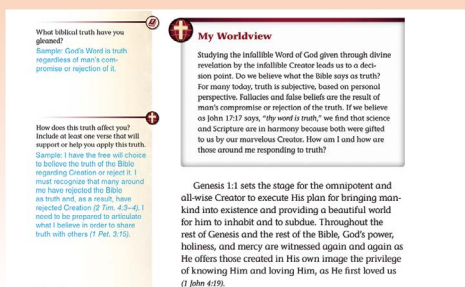 What biblical truth have you
gleaned?
Sample: God's Word is truth
regardless of man's com-
promise or rejection of it.
How does this truth affect you?
Include at least one verse that will
support or help you apply this truth.
Sample: I have the free will choice
to believe the truth of the Bible
regarding Creation or reject it. I
must recognize that many around
me have rejected the Bible
as truth and, as a result, have
rejected Creation (2 Tim. 4:3–4). I
need to be prepared to articulate
what I believe in order to share
truth with others (1 Pet. 3:15).
My Worldview
Studying the infallible Word of God given through divine
revelation by the infallible Creator leads us to a deci-
sion point. Do we believe what the Bible says as truth?
For many today, truth is subjective, based on personal
perspective. Fallacies and false beliefs are the result of
man's compromise or rejection of the truth. If we believe
as John 17:17 says, "thy word is truth," we find that science
and Scripture are in harmony because both were gifted
to us by our marvelous Creator. How am I and how are
those around me responding to truth?
Genesis 1:1 sets the stage for the omnipotent and
all-wise Creator to execute His plan for bringing man-
kind into existence and providing a beautiful world
for him to inhabit and to subdue. Throughout the
rest of Genesis and the rest of the Bible, God's power,
holiness, and mercy are witnessed again and again as
He offers those created in His own image the privilege
of knowing Him and loving Him, as He first loved us
(1 John 4:19).